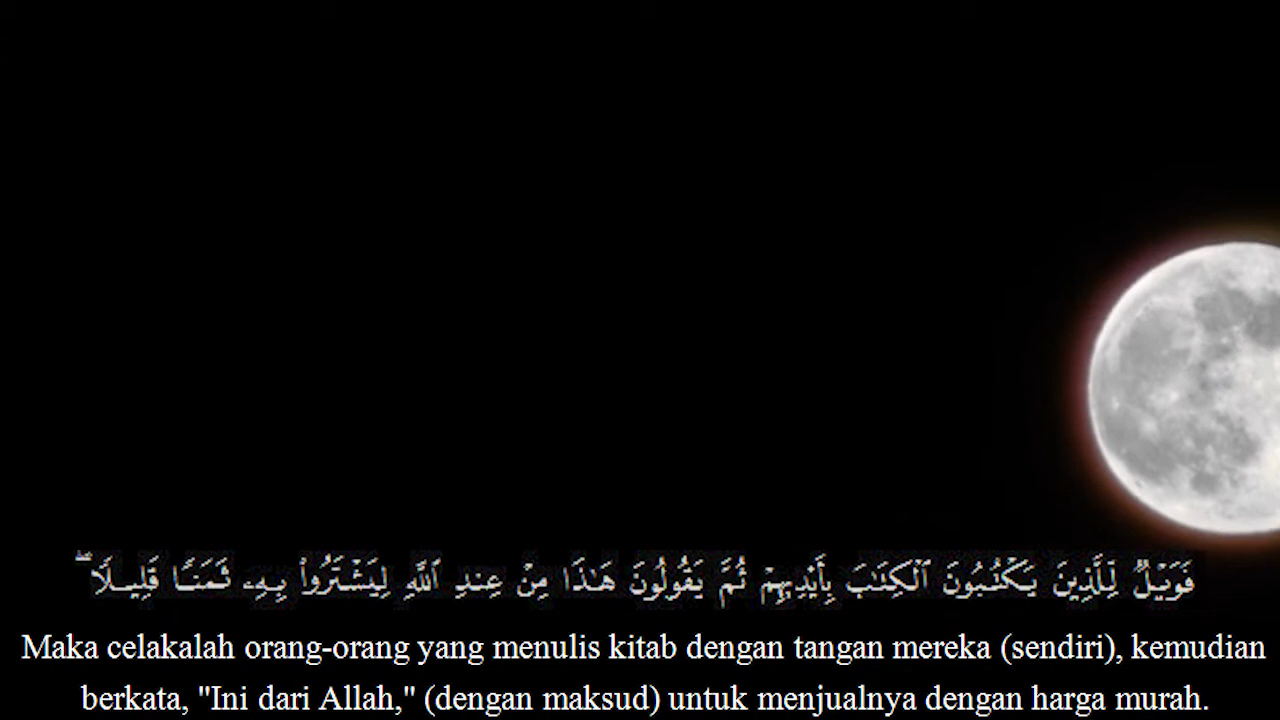 فَوَيْلٌ لِّلَّذِينَ يَكْتُبُونَ ٱلْكِتَٰبَ بِأَيْدِيهِمْ ثُمَّ يَقُولُونَ هَٰذَا مِنْ عِندِ ٱللَّهِ لِيَشْتَرُوا۟ بِهِۦ ثَمَنًا قَلِيلًا ۖ
Maka celakalah orang-orang yang menulis kitab dengan tangan mereka (sendiri), kemudian
berkata, "Ini dari Allah," (dengan maksud) untuk menjualnya dengan harga murah.